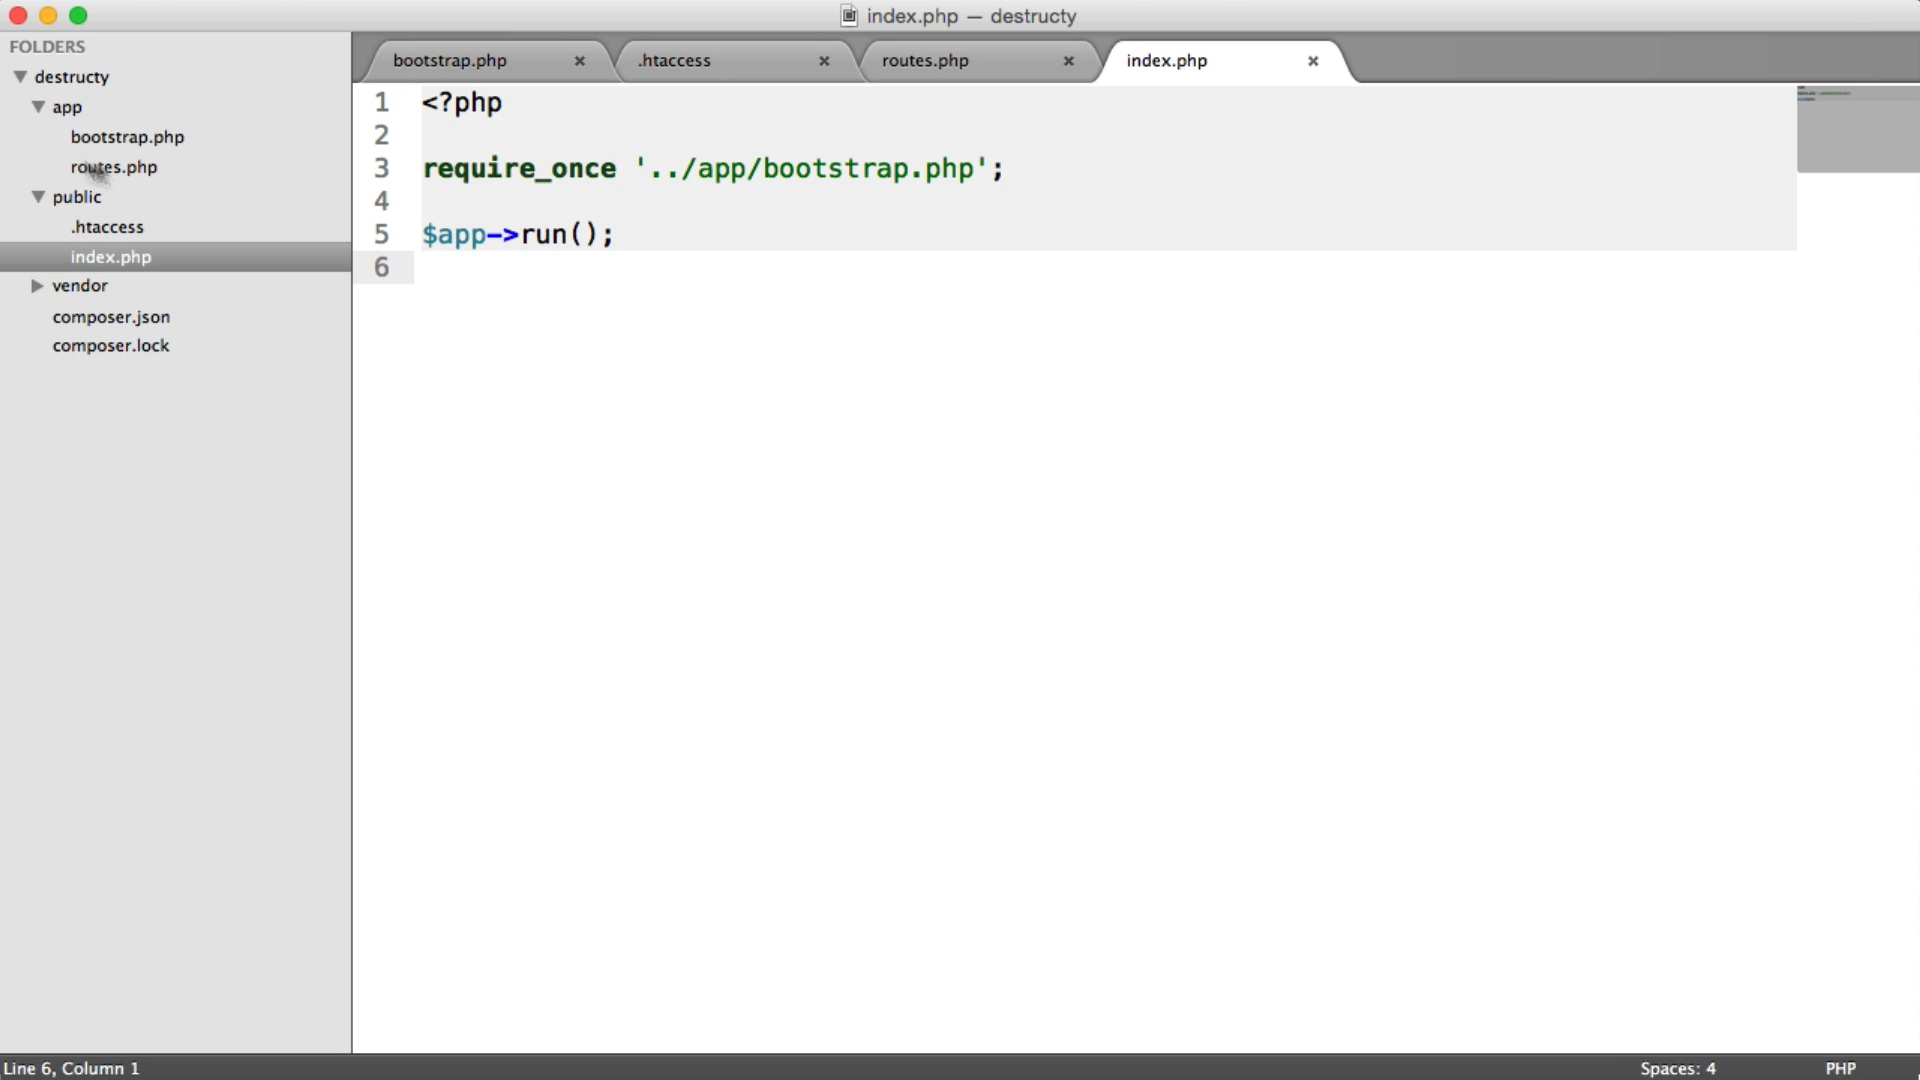 index.php — destructy
FOLDERS
destructy
app
bootstrap.php
routes.php
public
.htaccess
index.php
vendor
composer.json
composer.lock
bootstrap.php × .htaccess × routes.php × index.php ×
1 <?php
2
3 require_once '../app/bootstrap.php';
4
5 $app->run();
6
Line 6, Column 1 Spaces: 4 PHP